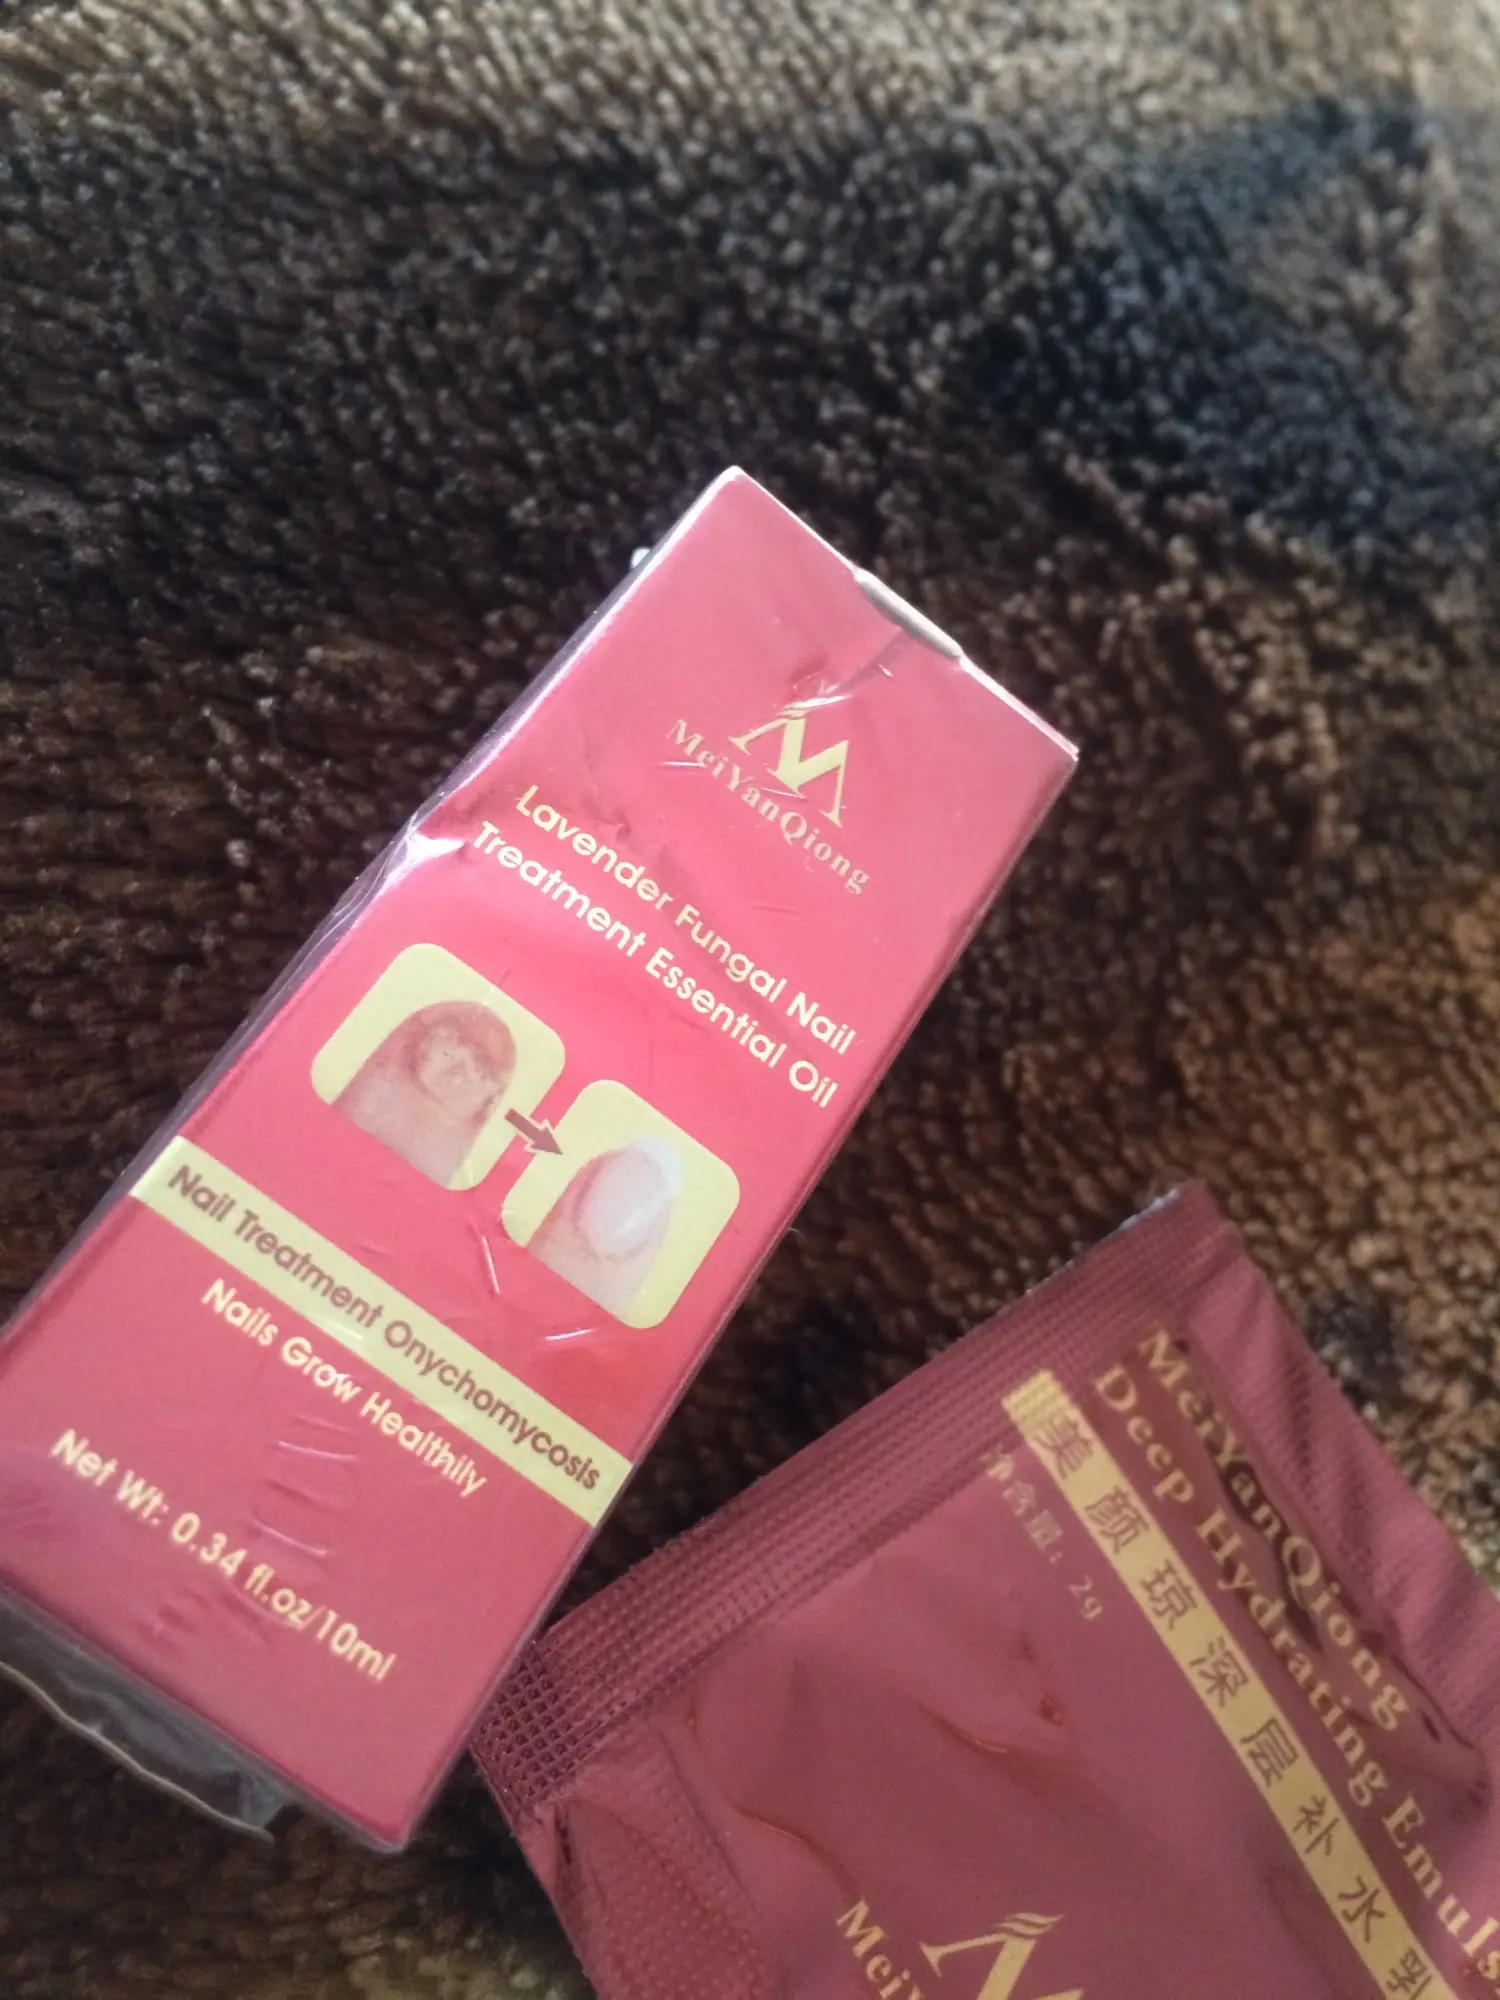 MeiYanQiong
Lavender Fungal Nail
Treatment Essential Oil
Nail Treatment Onychomycosis
Nails Grow Healthily
Net Wt: 0.34 fl.oz/10ml
MeiYanQiong
Deep Hydrating
美颜琼深层补水乳
净含量:2g